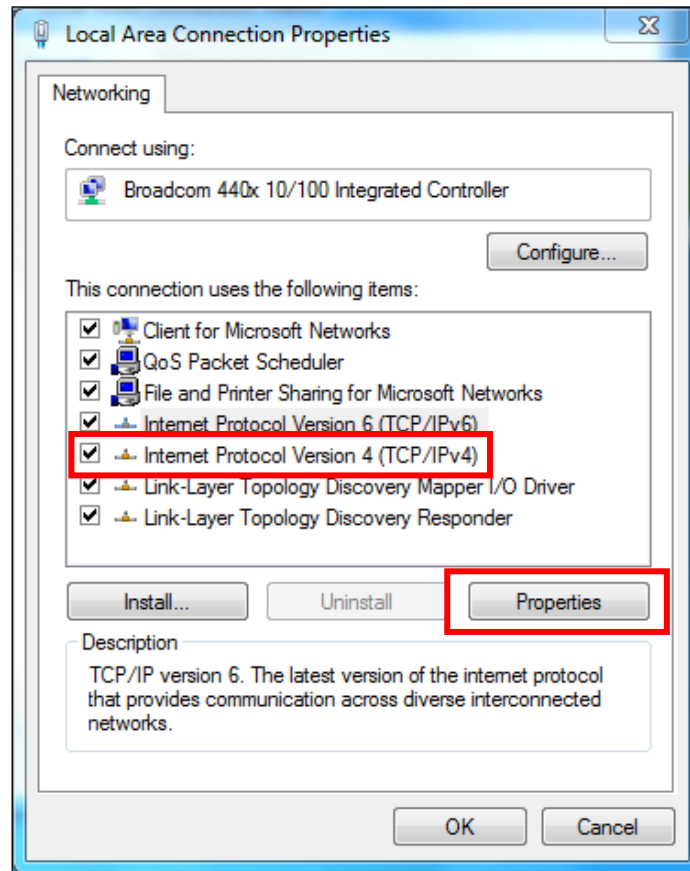 Local Area Connection Properties
Networking
Connect using:
Broadcom 440x 10/100 Integrated Controller
Configure...
This connection uses the following items:
Client for Microsoft Networks
QoS Packet Scheduler
File and Printer Sharing for Microsoft Networks
Internet Protocol Version 6 (TCP/IPv6)
Internet Protocol Version 4 (TCP/IPv4)
Link-Layer Topology Discovery Mapper I/O Driver
Link-Layer Topology Discovery Responder
Install... Uninstall Properties
Description
TCP/IP version 6. The latest version of the internet protocol
that provides communication across diverse interconnected
networks.
OK Cancel